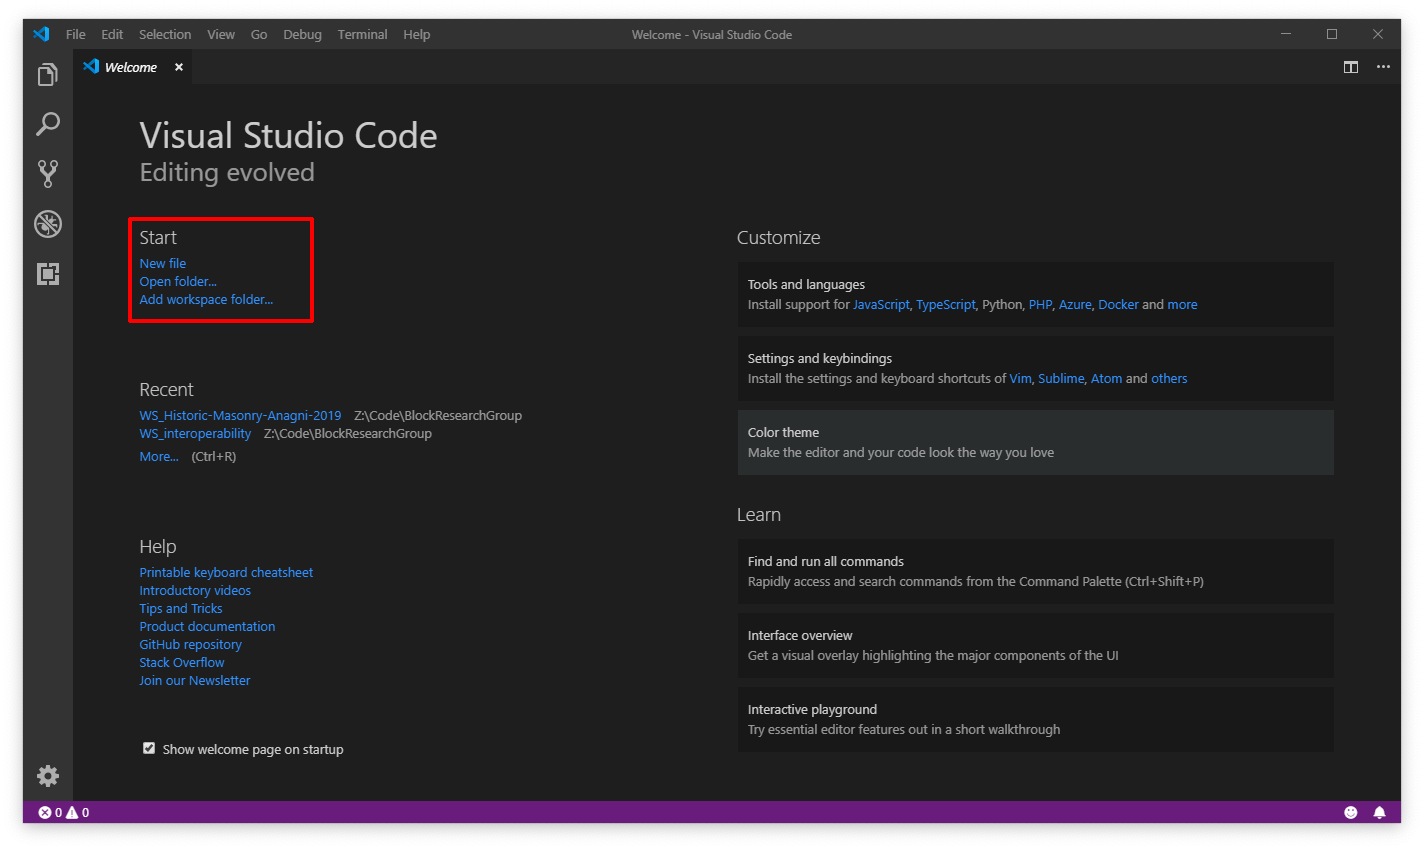 File Edit Selection View Go Debug Terminal Help Welcome - Visual Studio Code
Welcome
Visual Studio Code
Editing evolved
Start
New file
Open folder...
Add workspace folder...
Recent
WS_Historic-Masonry-Anagni-2019 Z:\Code\BlockResearchGroup
WS_interoperability Z:\Code\BlockResearchGroup
More... (Ctrl+R)
Help
Printable keyboard cheatsheet
Introductory videos
Tips and Tricks
Product documentation
GitHub repository
Stack Overflow
Join our Newsletter
Show welcome page on startup
Customize
Tools and languages
Install support for JavaScript, TypeScript, Python, PHP, Azure, Docker and more
Settings and keybindings
Install the settings and keyboard shortcuts of Vim, Sublime, Atom and others
Color theme
Make the editor and your code look the way you love
Learn
Find and run all commands
Rapidly access and search commands from the Command Palette (Ctrl+Shift+P)
Interface overview
Get a visual overlay highlighting the major components of the UI
Interactive playground
Try essential editor features out in a short walkthrough
0 0